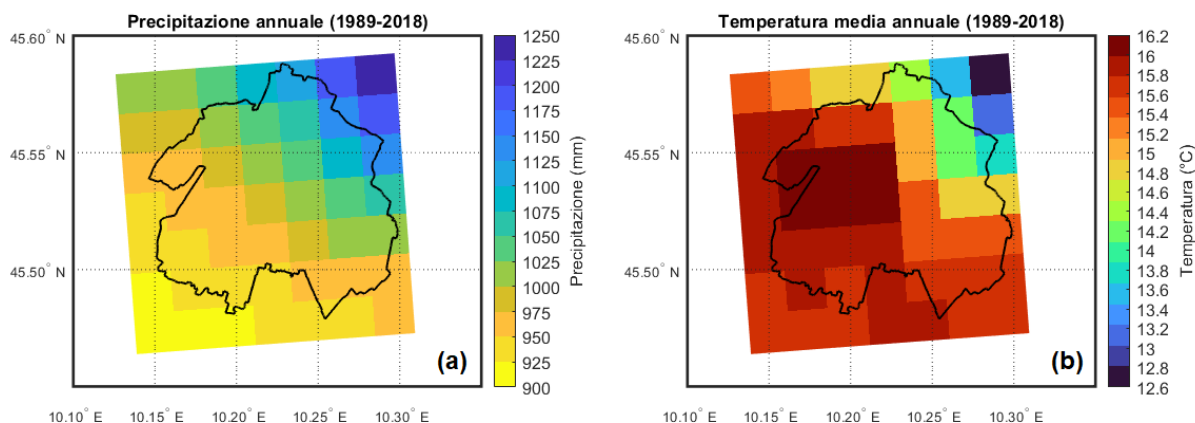 Precipitazione annuale (1989-2018)
45.60° N
45.55° N
45.50° N
10.10° E
10.15° E
10.20° E
10.25° E
10.30° E
(a)
1250
1225
1200
1175
1150
1125
1100
1075
1050
1025
1000
975
950
925
900
Precipitazione (mm)
Temperatura media annuale (1989-2018)
45.60° N
45.55° N
45.50° N
10.10° E
10.15° E
10.20° E
10.25° E
10.30° E
(b)
16.2
16
15.8
15.6
15.4
15.2
15
14.8
14.6
14.4
14.2
14
13.8
13.6
13.4
13.2
13
12.8
12.6
Temperatura (°C)